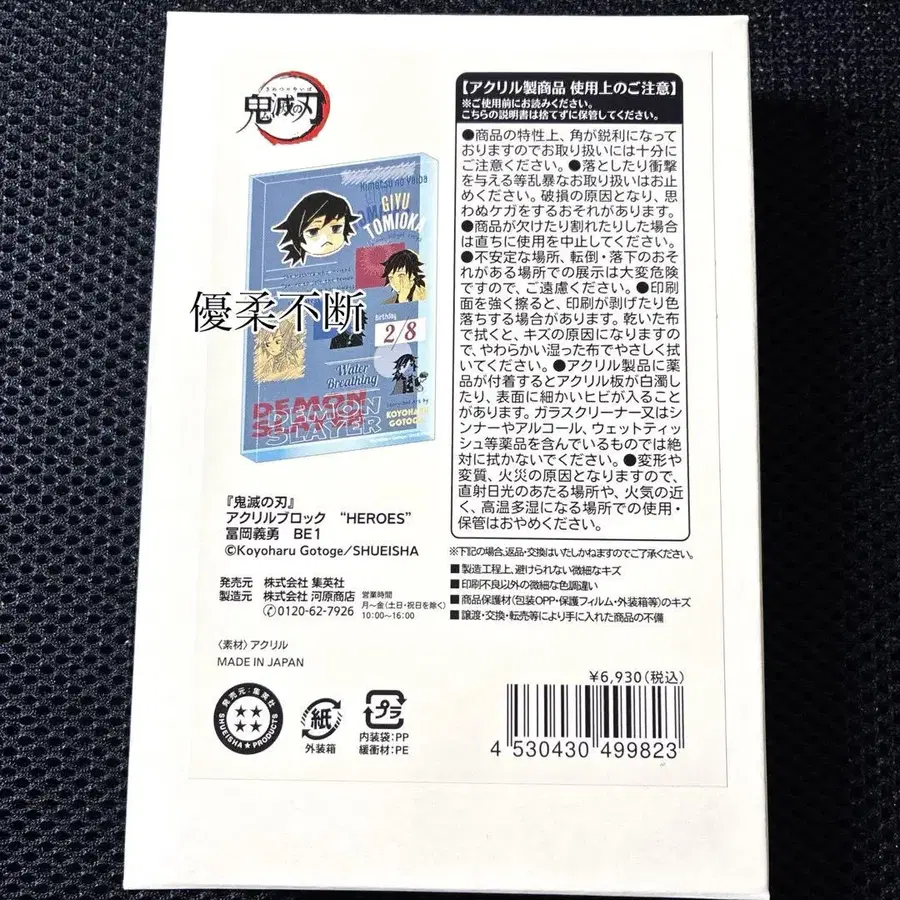 きめつのやいば
鬼滅の刃
Kimetsu no Yaiba
GIYU
TOMIOKA
Birthday
2/8
Water
Breathing
DEMON
SLAYER
DEMON
SLAYER
KOYOHARU
GOTOGE
優柔不断
『鬼滅の刃』
アクリルブロック “HEROES”
冨岡義勇 BE1
©Koyoharu Gotoge/SHUEISHA
発売元 株式会社 集英社
製造元 株式会社 河原商店
0120-62-7926
営業時間
月〜金(土日・祝日を除く)
10:00〜16:00
〈素材〉アクリル
MADE IN JAPAN
発売元:集英社
SHUEISHA★PRODUCTS
紙
外装箱
プラ
内装袋:PP
緩衝材:PE
【アクリル製商品 使用上のご注意】
※ご使用前にお読みください。
こちらの説明書は捨てずに保管してください。
●商品の特性上、角が鋭利になって
おりますのでお取り扱いには十分に
ご注意ください。●落としたり衝撃
を与える等乱暴なお取り扱いはお止
めください。破損の原因となり、思
わぬケガをするおそれがあります。
●商品が欠けたり割れたりした場合
は直ちに使用を中止してください。
●不安定な場所、転倒・落下のおそ
れがある場所での展示は大変危険
ですので、ご遠慮ください。●印刷
面を強く擦ると、印刷が剥げたり色
落ちする場合があります。乾いた布
で拭くと、キズの原因になりますの
で、やわらかい湿った布でやさしく拭
いてください。●アクリル製品に薬
品が付着するとアクリル板が白濁し
たり、表面に細かいヒビが入ること
があります。ガラスクリーナー又はシ
ンナーやアルコール、ウェットティッ
シュ等薬品を含んでいるものでは絶
対に拭かないでください。●変形や
変質、火災の原因となりますので、
直射日光のあたる場所や、火気の近
く、高温多湿になる場所での使用・
保管はおやめください。
※下記の場合、返品・交換はいたしかねますのでご了承ください。
■製造工程上、避けられない微細なキズ
■印刷不良以外の微細な色調違い
■商品保護材(包装OPP・保護フィルム・外装箱等)のキズ
■譲渡・交換・転売等により手に入れた商品の不備
¥6,930(税込)
4 530430 499823